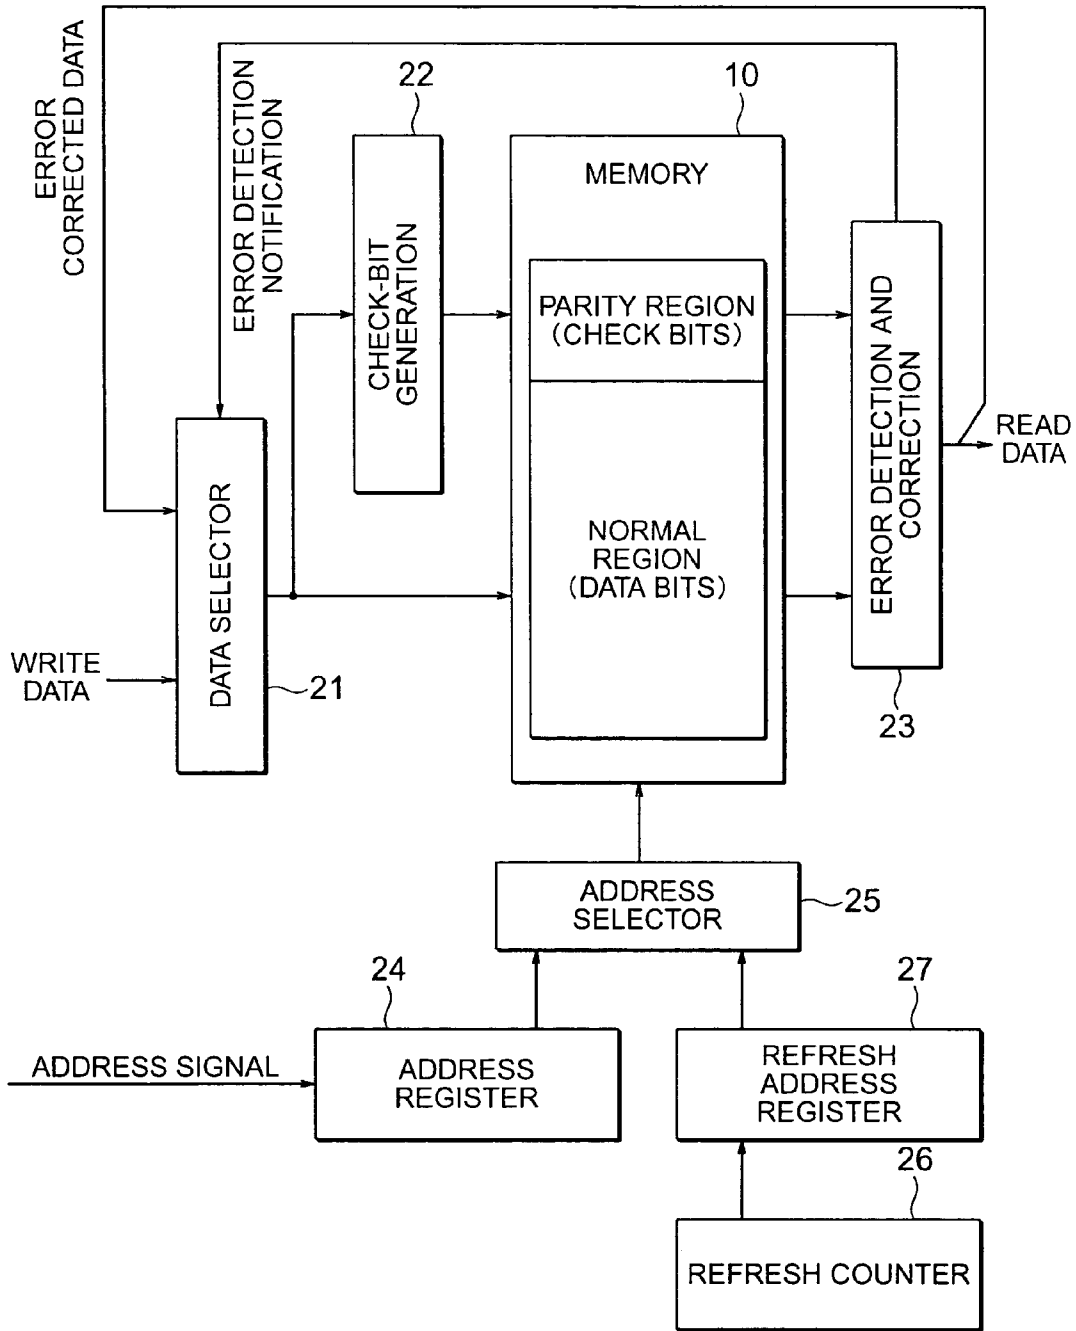 ERROR
CORRECTED DATA
ERROR DETECTION
NOTIFICATION
22
10
CHECK-BIT
GENERATION
MEMORY
PARITY REGION
(CHECK BITS)
NORMAL
REGION
(DATA BITS)
ERROR DETECTION AND
CORRECTION
READ
DATA
DATA SELECTOR
WRITE
DATA
21
23
ADDRESS
SELECTOR
25
24
27
ADDRESS SIGNAL
ADDRESS
REGISTER
REFRESH
ADDRESS
REGISTER
26
REFRESH COUNTER